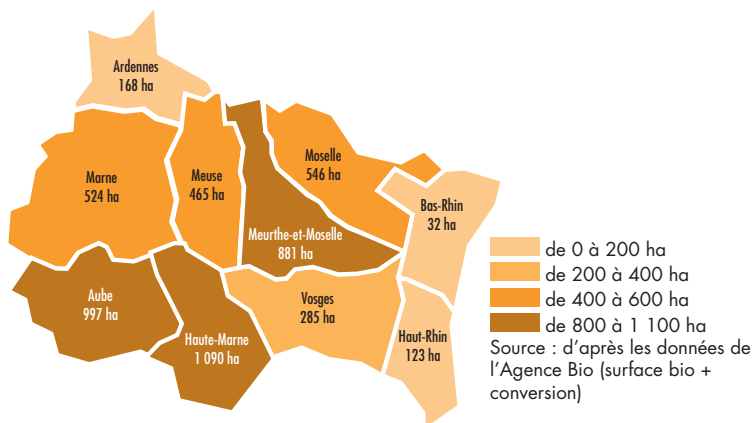 Ardennes
168 ha
Marne
524 ha
Meuse
465 ha
Moselle
546 ha
Meurthe-et-Moselle
881 ha
Bas-Rhin
32 ha
Aube
997 ha
Haute-Marne
1 090 ha
Vosges
285 ha
Haut-Rhin
123 ha
de 0 à 200 ha
de 200 à 400 ha
de 400 à 600 ha
de 800 à 1 100 ha
Source : d'après les données de
l'Agence Bio (surface bio +
conversion)